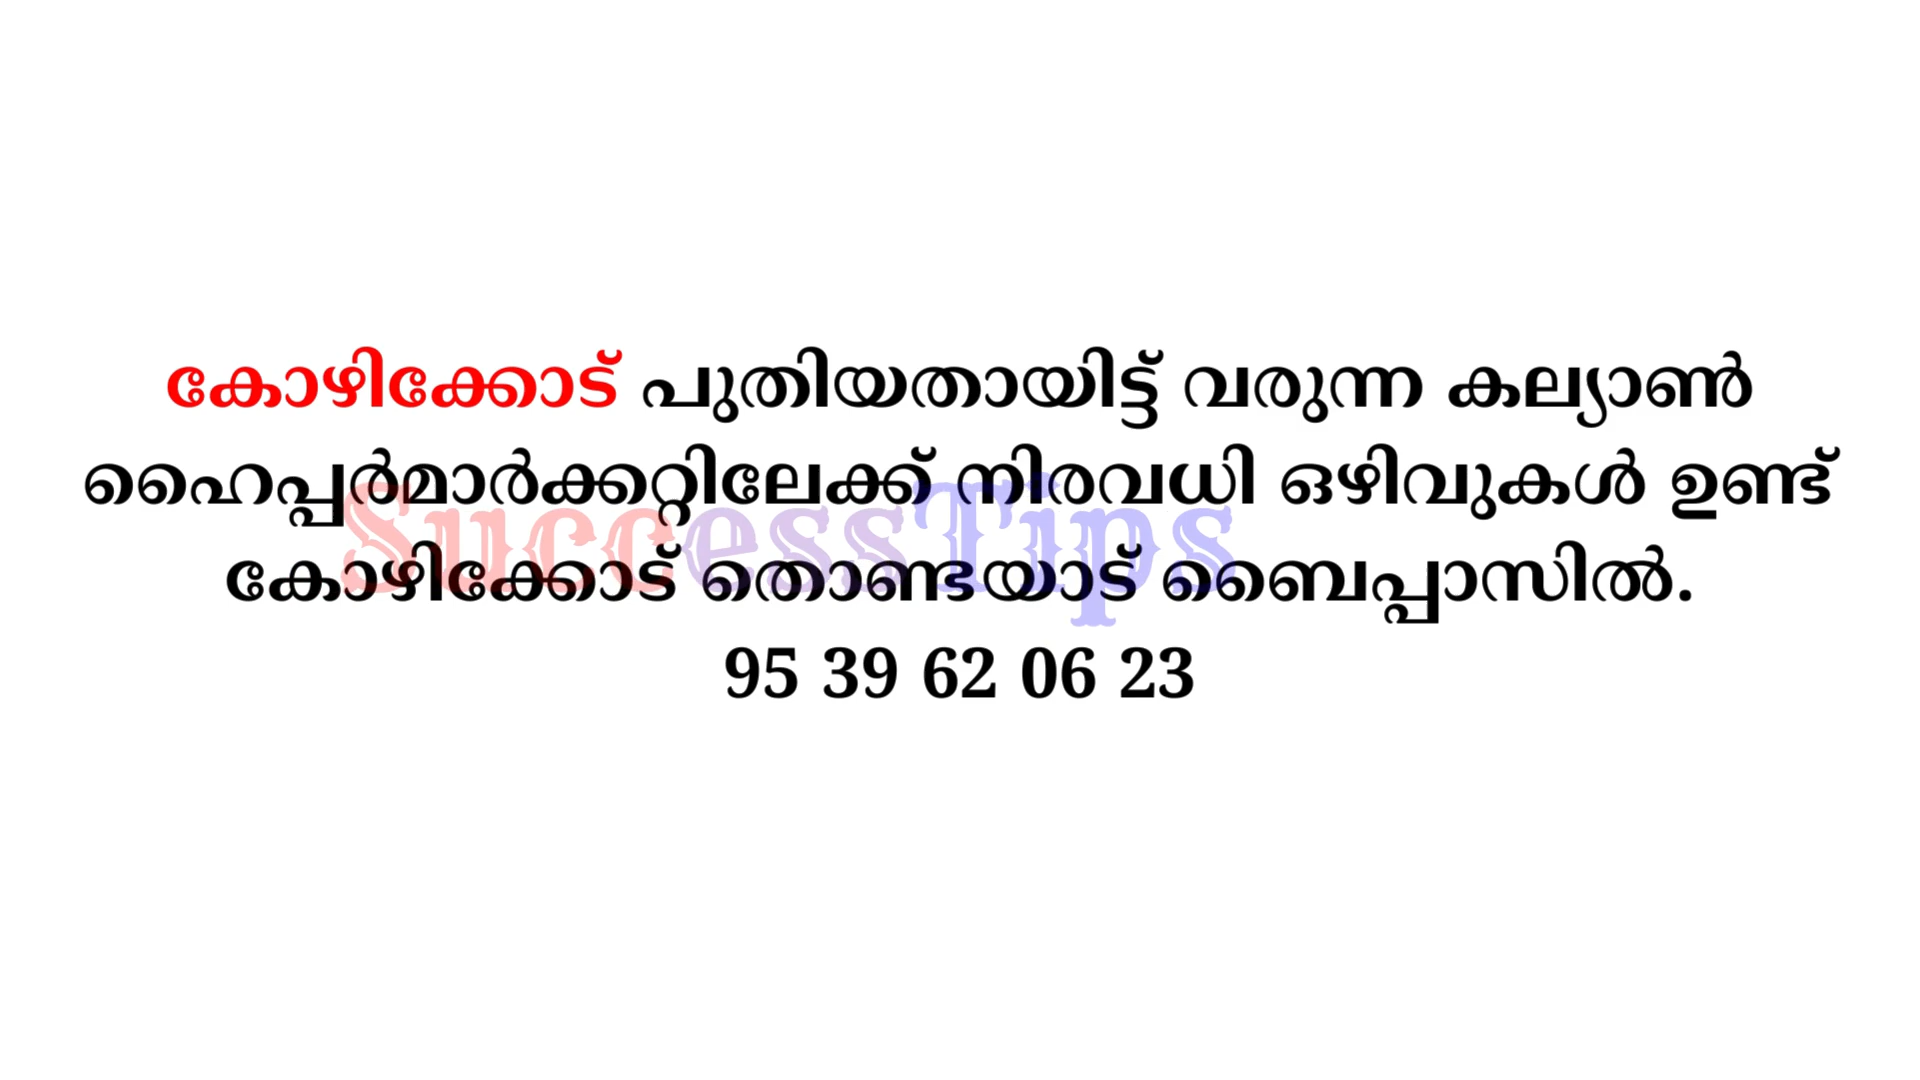 കോഴിക്കോട് പുതിയതായിട്ട് വരുന്ന കല്യാൺ
ഹൈപ്പർമാർക്കറ്റിലേക്ക് നിരവധി ഒഴിവുകൾ ഉണ്ട്
SuccessTips
കോഴിക്കോട് തൊണ്ടയാട് ബൈപ്പാസിൽ.
95 39 62 06 23